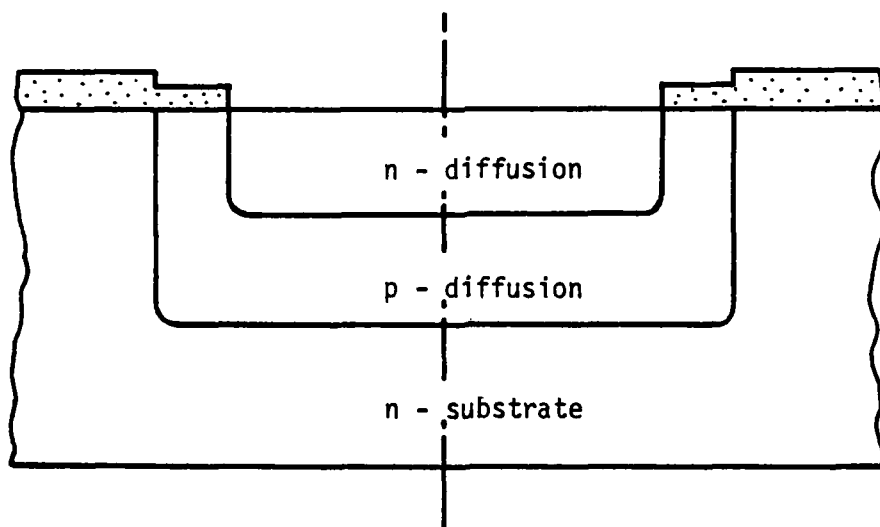 n - diffusion
p - diffusion
n - substrate